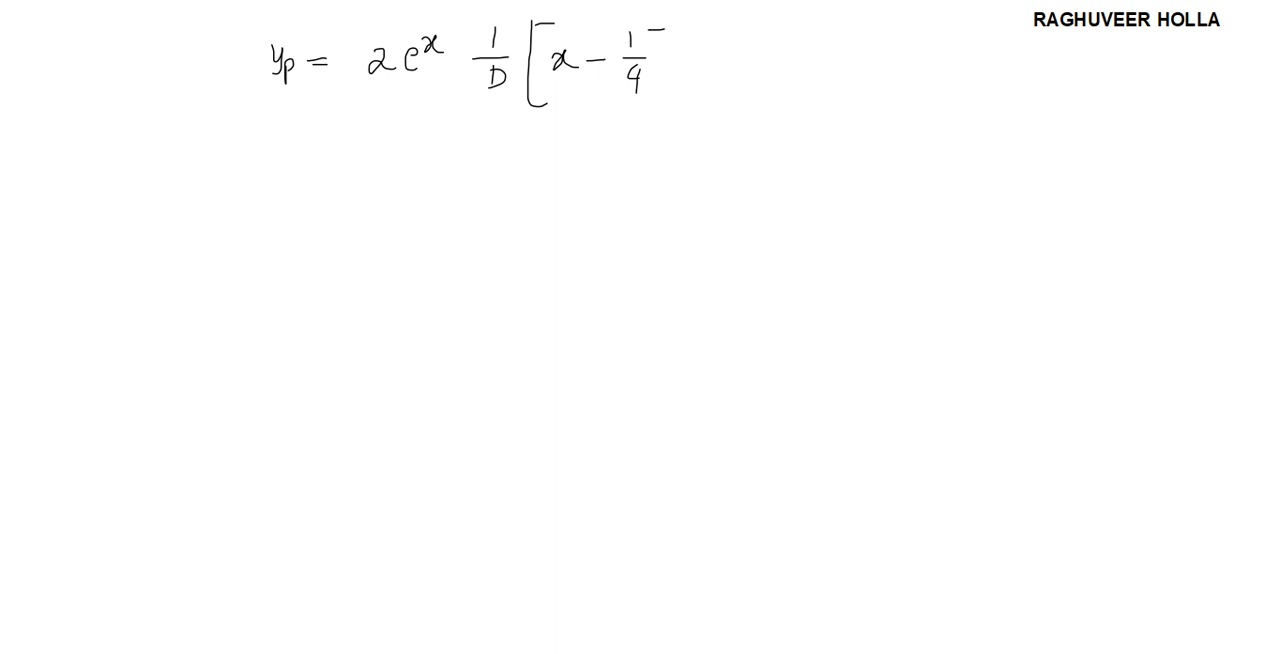 RAGHUVEER HOLLA
yp = 2e^x 1/D [x - 1/4